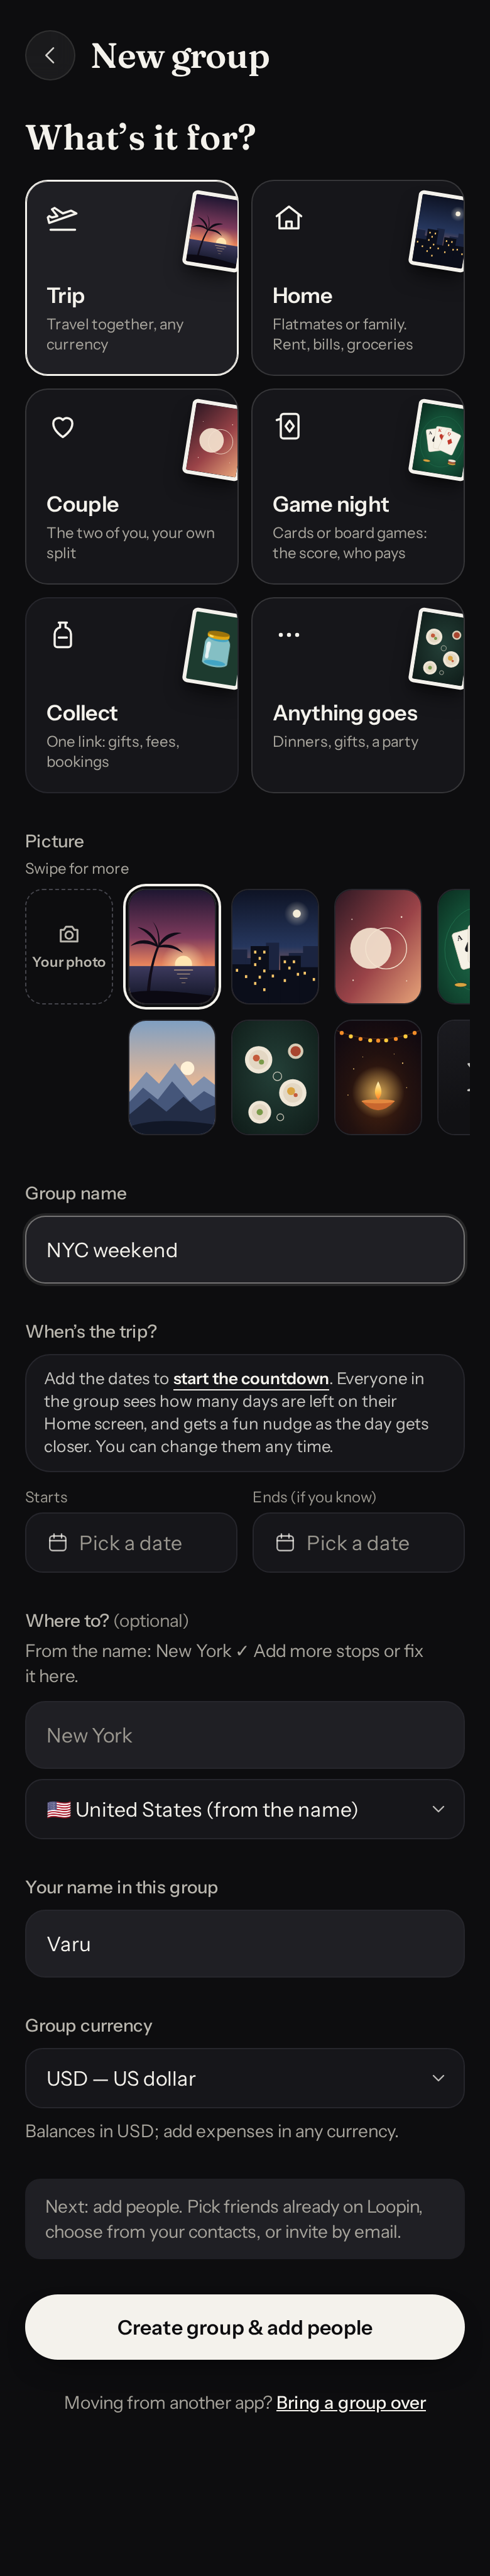 New group
What’s it for?
Trip
Travel together, any
currency
Home
Flatmates or family.
Rent, bills, groceries
Couple
The two of you, your own
split
Game night
Cards or board games:
the score, who pays
Collect
One link: gifts, fees,
bookings
Anything goes
Dinners, gifts, a party
Picture
Swipe for more
Your photo
Group name
NYC weekend
When’s the trip?
Add the dates to start the countdown. Everyone in
the group sees how many days are left on their
Home screen, and gets a fun nudge as the day gets
closer. You can change them any time.
Starts
Ends (if you know)
Pick a date
Pick a date
Where to? (optional)
From the name: New York ✓ Add more stops or fix
it here.
New York
🇺🇸 United States (from the name)
Your name in this group
Varu
Group currency
USD — US dollar
Balances in USD; add expenses in any currency.
Next: add people. Pick friends already on Loopin,
choose from your contacts, or invite by email.
Create group & add people
Moving from another app? Bring a group over